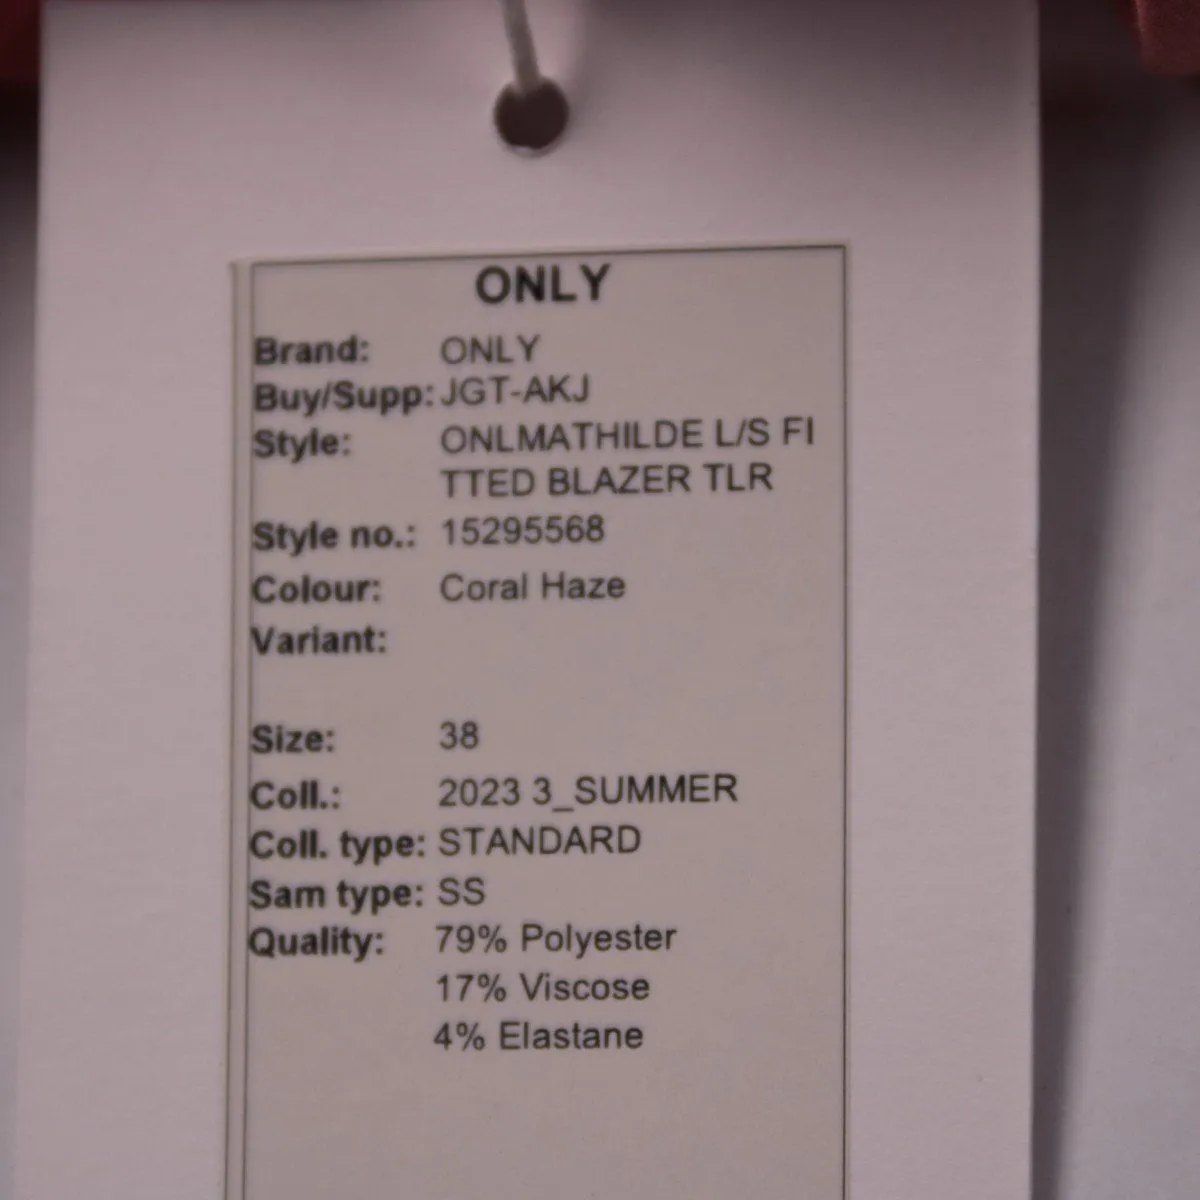 ONLY
Brand: ONLY
Buy/Supp: JGT-AKJ
Style: ONLMATHILDE L/S FI
TTED BLAZER TLR
Style no.: 15295568
Colour: Coral Haze
Variant:
Size: 38
Coll.: 2023 3_SUMMER
Coll. type: STANDARD
Sam type: SS
Quality: 79% Polyester
17% Viscose
4% Elastane